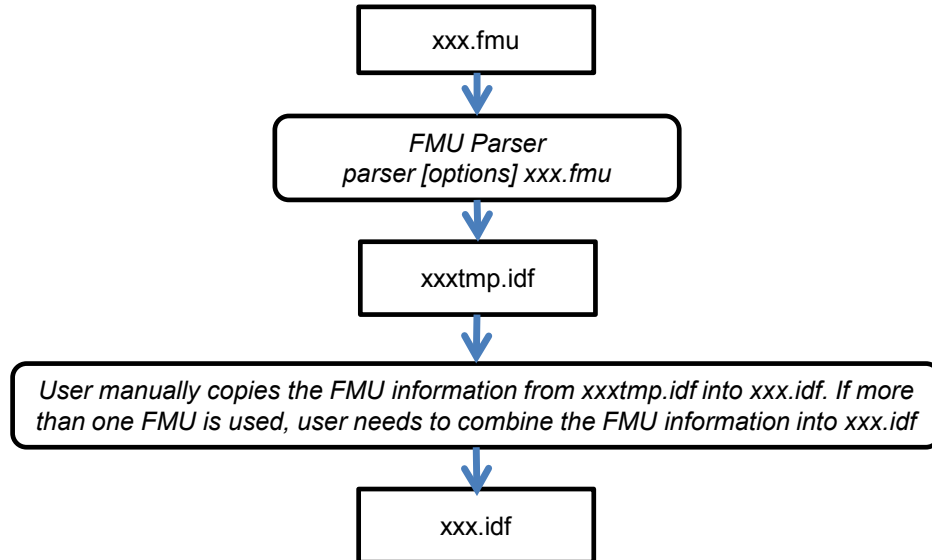 xxx.fmu
FMU Parser
parser [options] xxx.fmu
xxxtmp.idf
User manually copies the FMU information from xxxtmp.idf into xxx.idf. If more
than one FMU is used, user needs to combine the FMU information into xxx.idf
xxx.idf